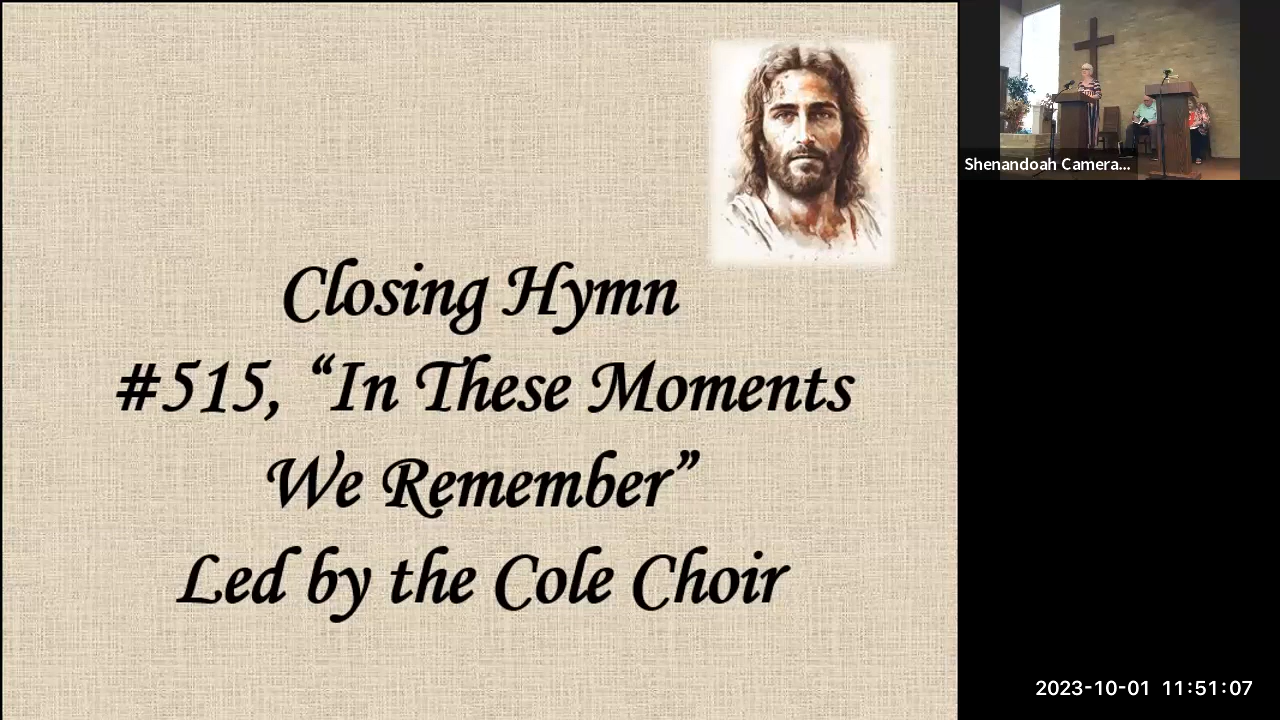 Closing Hymn
#515, “In These Moments
We Remember”
Led by the Cole Choir
Shenandoah Camera...
2023-10-01 11:51:07